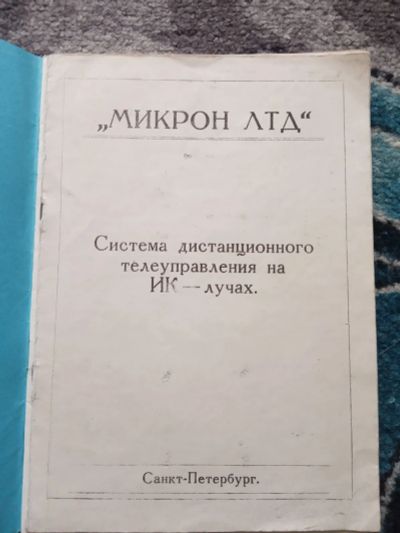 „МИКРОН ЛТД“
Система дистанционного
телеуправления на
ИК — лучах.
Санкт-Петербург.